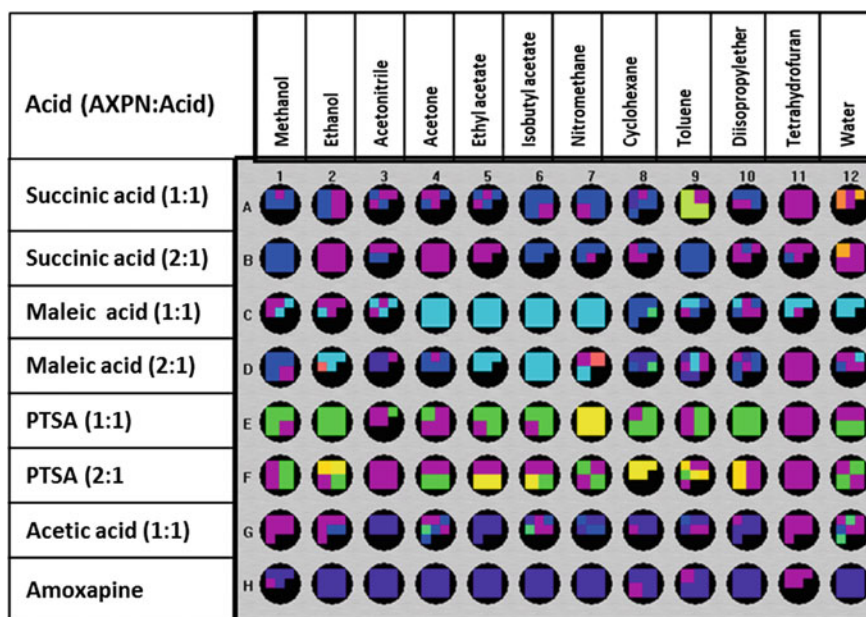 Acid (AXPN:Acid)
Methanol
Ethanol
Acetonitrile
Acetone
Ethyl acetate
Isobutyl acetate
Nitromethane
Cyclohexane
Toluene
Diisopropylether
Tetrahydrofuran
Water
1 2 3 4 5 6 7 8 9 10 11 12
Succinic acid (1:1) A
Succinic acid (2:1) B
Maleic acid (1:1) C
Maleic acid (2:1) D
PTSA (1:1) E
PTSA (2:1 F
Acetic acid (1:1) G
Amoxapine H